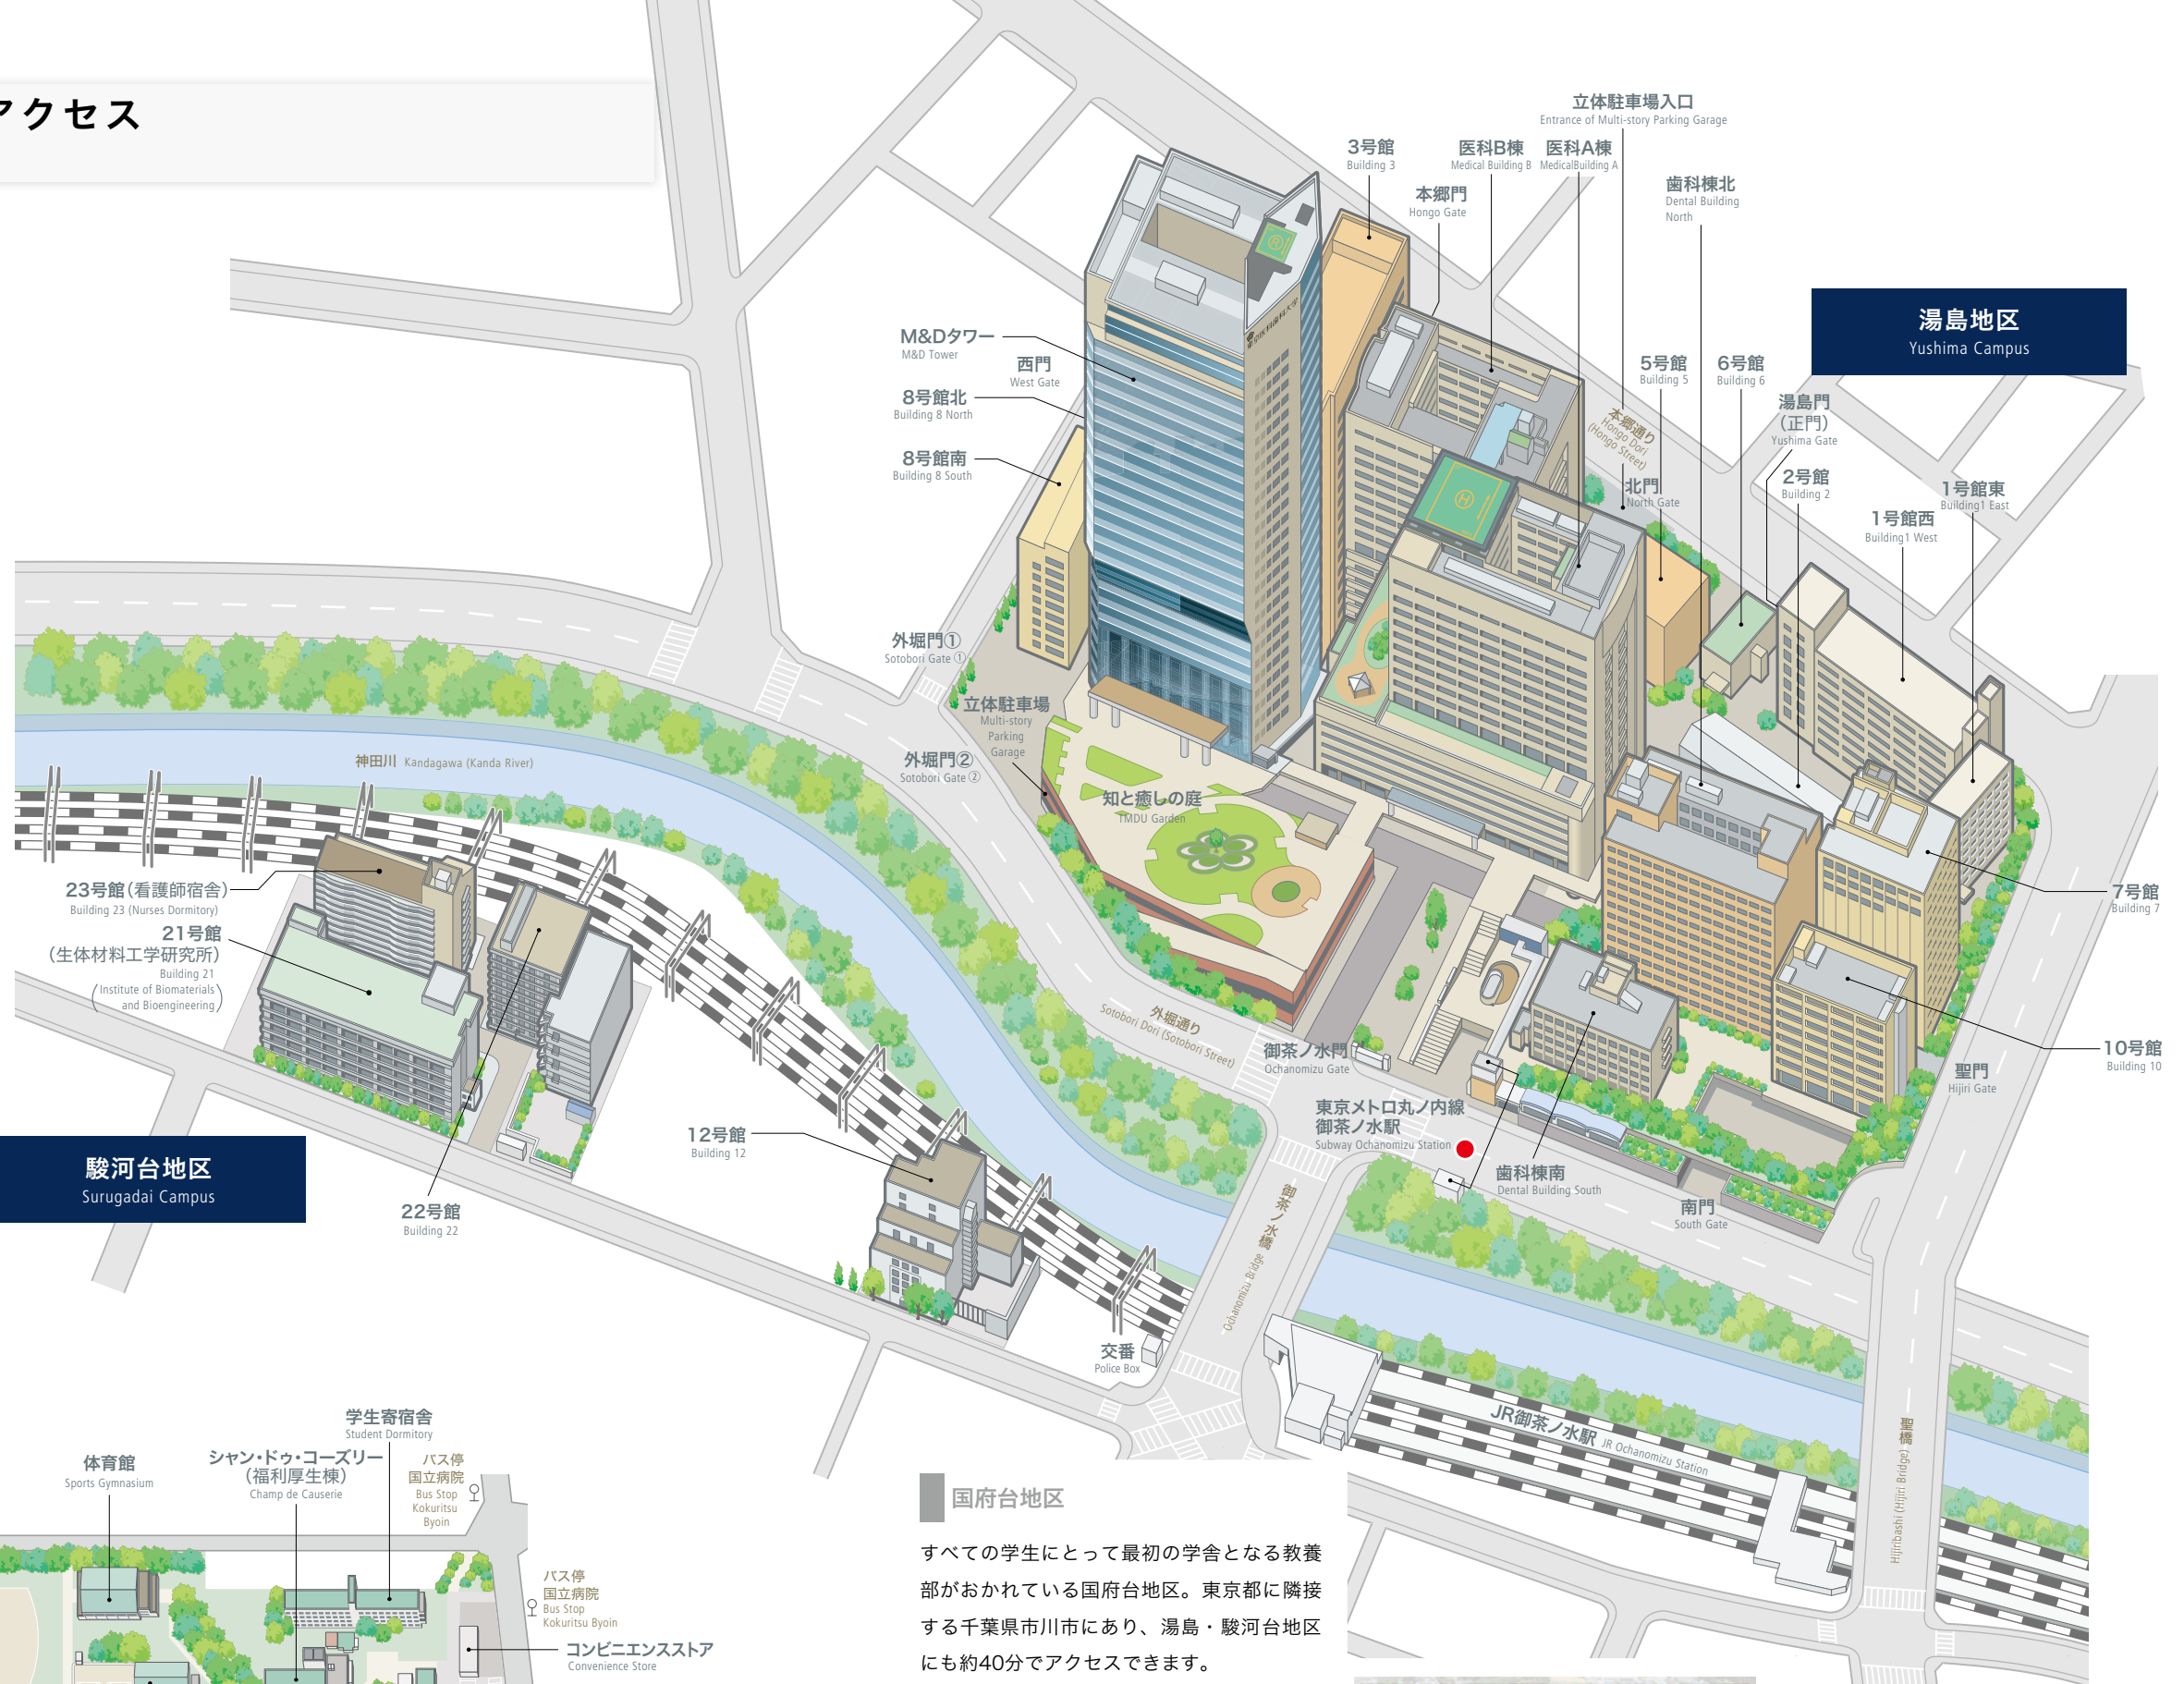 アクセス
立体駐車場入口
Entrance of Multi-story Parking Garage
3号館
Building 3
医科B棟
Medical Building B
医科A棟
MedicalBuilding A
本郷門
Hongo Gate
歯科棟北
Dental Building
North
湯島地区
Yushima Campus
M&Dタワー
M&D Tower
西門
West Gate
8号館北
Building 8 North
8号館南
Building 8 South
5号館
Building 5
6号館
Building 6
湯島門
（正門）
Yushima Gate
本郷通り
Hongo Dori
(Hongo Street)
北門
North Gate
2号館
Building 2
1号館東
Building1 East
1号館西
Building1 West
外堀門①
Sotobori Gate ①
立体駐車場
Multi-story
Parking
Garage
外堀門②
Sotobori Gate ②
神田川 Kandagawa (Kanda River)
知と癒しの庭
TMDU Garden
23号館（看護師宿舎）
Building 23 (Nurses Dormitory)
21号館
（生体材料工学研究所）
Building 21
(Institute of Biomaterials
and Bioengineering)
7号館
Building 7
外堀通り
Sotobori Dori (Sotobori Street)
御茶ノ水門
Ochanomizu Gate
10号館
Building 10
聖門
Hijiri Gate
東京メトロ丸ノ内線
御茶ノ水駅
Subway Ochanomizu Station
歯科棟南
Dental Building South
南門
South Gate
駿河台地区
Surugadai Campus
22号館
Building 22
12号館
Building 12
御茶ノ水橋
Ochanomizu Bridge
交番
Police Box
JR御茶ノ水駅 JR Ochanomizu Station
聖橋
Hijiribashi (Hijiri Bridge)
学生寄宿舎
Student Dormitory
体育館
Sports Gymnasium
シャン・ドゥ・コーズリー
（福利厚生棟）
Champ de Causerie
バス停
国立病院
Bus Stop
Kokuritsu
Byoin
バス停
国立病院
Bus Stop
Kokuritsu Byoin
コンビニエンスストア
Convenience Store
国府台地区
すべての学生にとって最初の学舎となる教養
部がおかれている国府台地区。東京都に隣接
する千葉県市川市にあり、湯島・駿河台地区
にも約40分でアクセスできます。